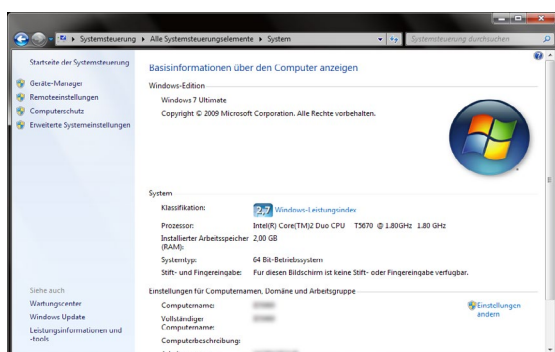 Systemsteuerung ▸ Alle Systemsteuerungselemente ▸ System
Systemsteuerung durchsuchen
Startseite der Systemsteuerung
Geräte-Manager
Remoteeinstellungen
Computerschutz
Erweiterte Systemeinstellungen
Siehe auch
Wartungscenter
Windows Update
Leistungsinformationen und
-tools
Basisinformationen über den Computer anzeigen
Windows-Edition
Windows 7 Ultimate
Copyright © 2009 Microsoft Corporation. Alle Rechte vorbehalten.
System
Klassifikation: 2,7 Windows-Leistungsindex
Prozessor: Intel(R) Core(TM)2 Duo CPU T5670 @ 1.80GHz 1.80 GHz
Installierter Arbeitsspeicher 2,00 GB
(RAM):
Systemtyp: 64 Bit-Betriebssystem
Stift- und Fingereingabe: Für diesen Bildschirm ist keine Stift- oder Fingereingabe verfügbar.
Einstellungen für Computernamen, Domäne und Arbeitsgruppe
Computername:
Einstellungen
ändern
Vollständiger
Computername:
Computerbeschreibung: